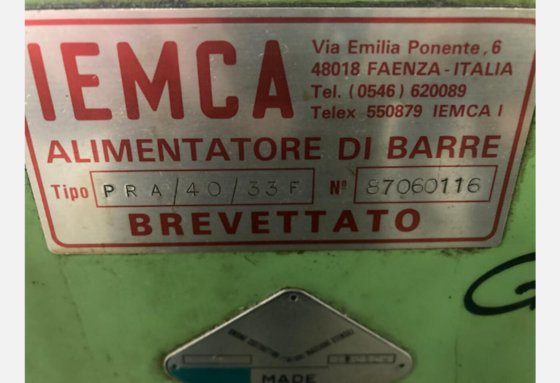 IEMCA
Via Emilia Ponente, 6
48018 FAENZA - ITALIA
Tel. (0546) 620089
Telex 550879 IEMCA I
ALIMENTATORE DI BARRE
Tipo PRA/40/33F Nº 87060116
BREVETTATO
MADE